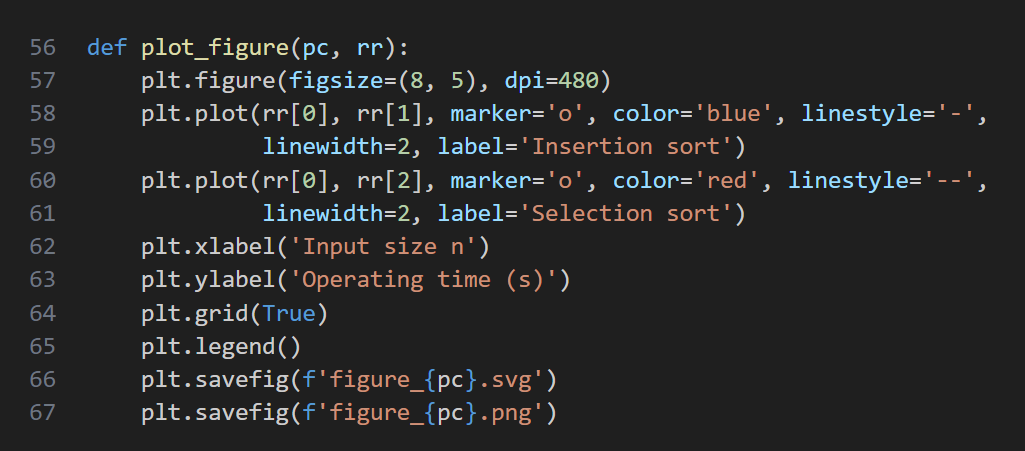 56 def plot_figure(pc, rr):
57     plt.figure(figsize=(8, 5), dpi=480)
58     plt.plot(rr[0], rr[1], marker='o', color='blue', linestyle='-',
59              linewidth=2, label='Insertion sort')
60     plt.plot(rr[0], rr[2], marker='o', color='red', linestyle='--',
61              linewidth=2, label='Selection sort')
62     plt.xlabel('Input size n')
63     plt.ylabel('Operating time (s)')
64     plt.grid(True)
65     plt.legend()
66     plt.savefig(f'figure_{pc}.svg')
67     plt.savefig(f'figure_{pc}.png')